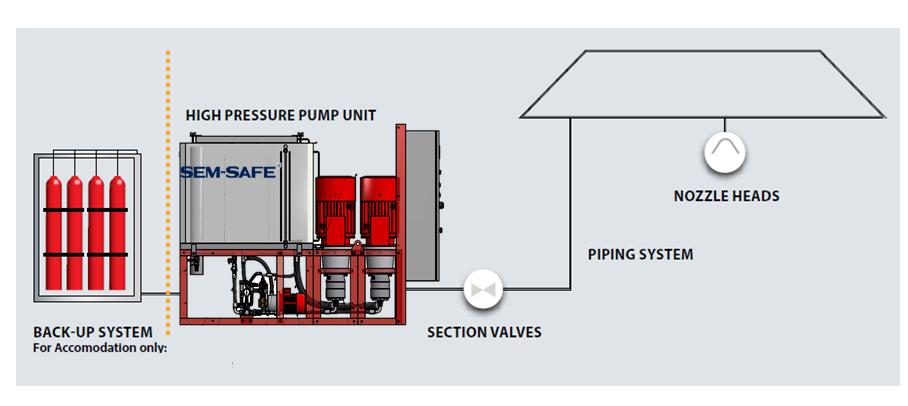 HIGH PRESSURE PUMP UNIT
SEM-SAFE®
NOZZLE HEADS
PIPING SYSTEM
BACK-UP SYSTEM
For Accomodation only:
SECTION VALVES